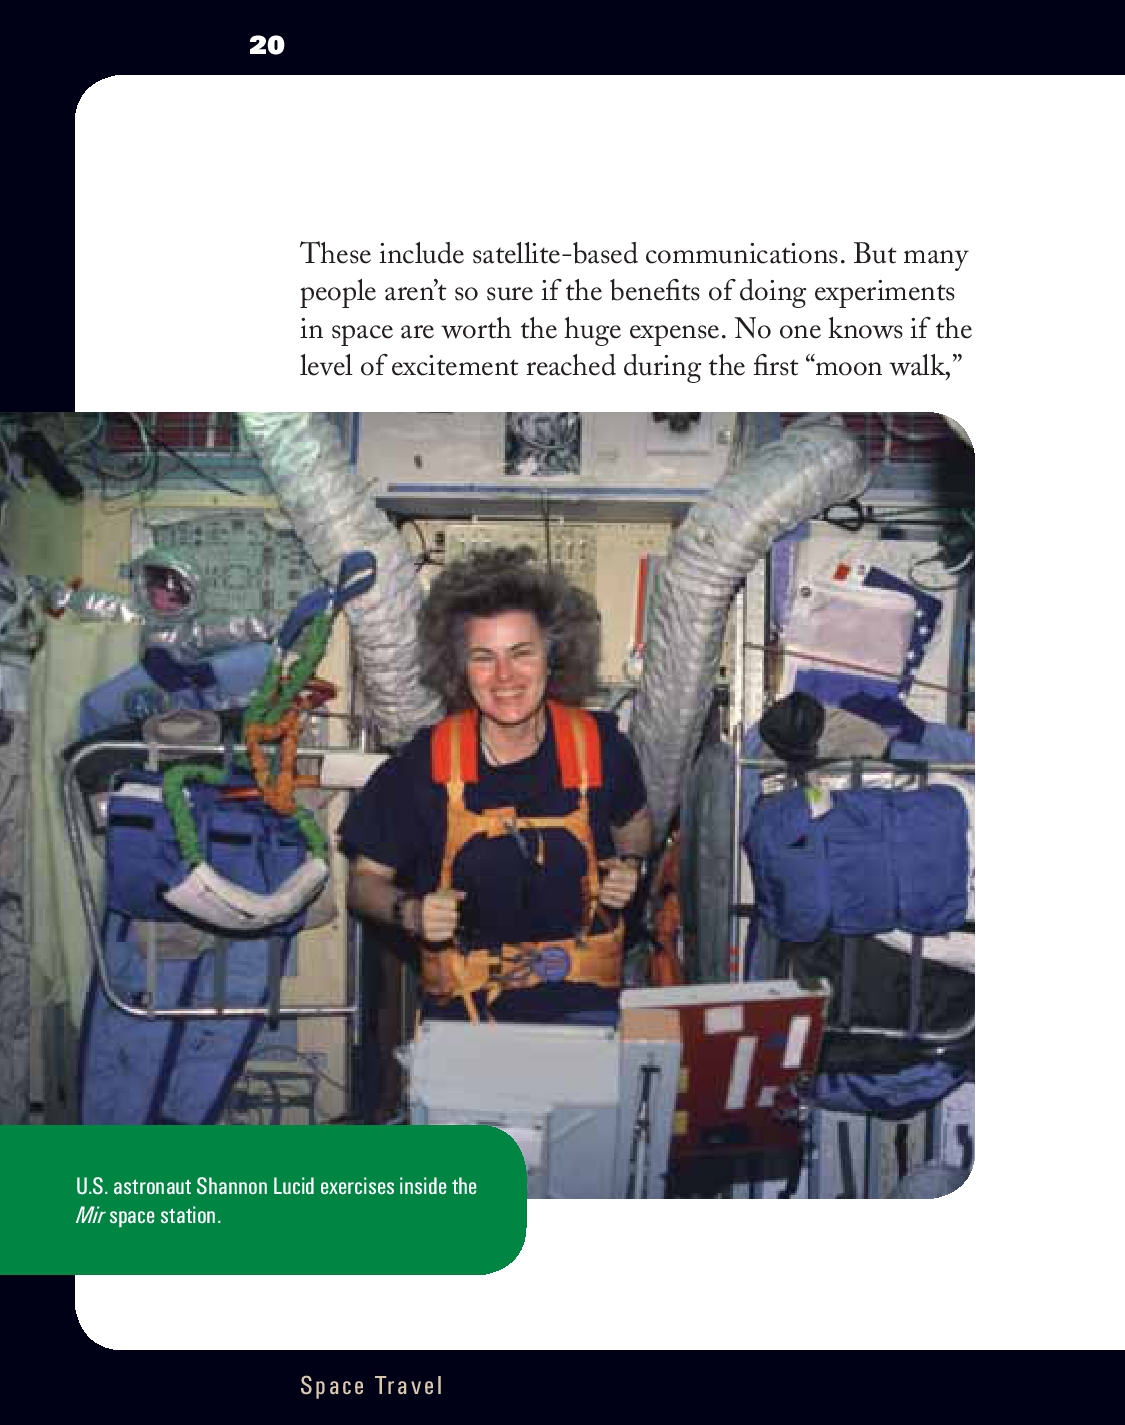 20
These include satellite-based communications. But many
people aren’t so sure if the benefits of doing experiments
in space are worth the huge expense. No one knows if the
level of excitement reached during the first “moon walk,”
U.S. astronaut Shannon Lucid exercises inside the
Mir space station.
Space Travel